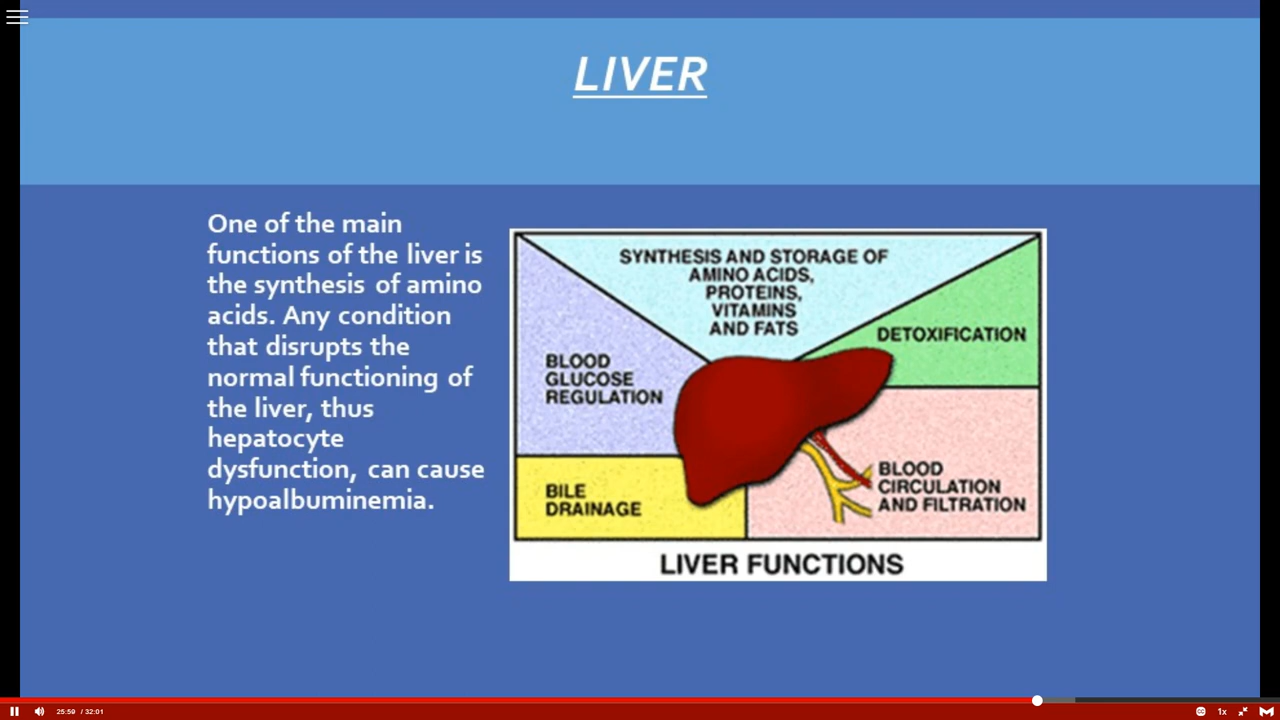 LIVER
One of the main
functions of the liver is
the synthesis of amino
acids. Any condition
that disrupts the
normal functioning of
the liver, thus
hepatocyte
dysfunction, can cause
hypoalbuminemia.
SYNTHESIS AND STORAGE OF
AMINO ACIDS,
PROTEINS,
VITAMINS
AND FATS
DETOXIFICATION
BLOOD
GLUCOSE
REGULATION
BILE
DRAINAGE
BLOOD
CIRCULATION
AND FILTRATION
LIVER FUNCTIONS
25:59 / 32:01
1x